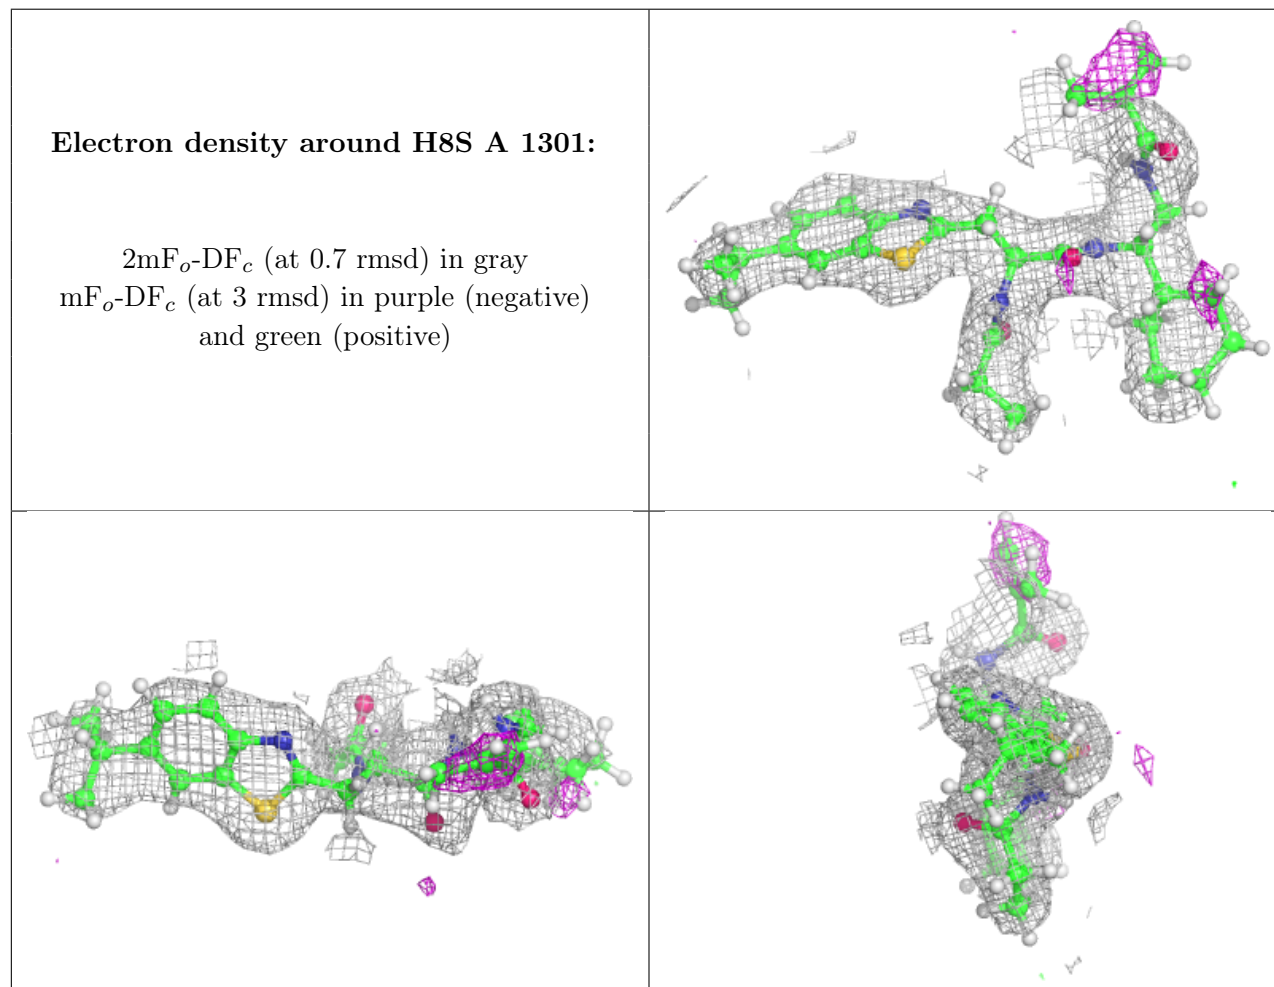 Electron density around H8S A 1301:
2mFo-DFc (at 0.7 rmsd) in gray
mFo-DFc (at 3 rmsd) in purple (negative)
and green (positive)